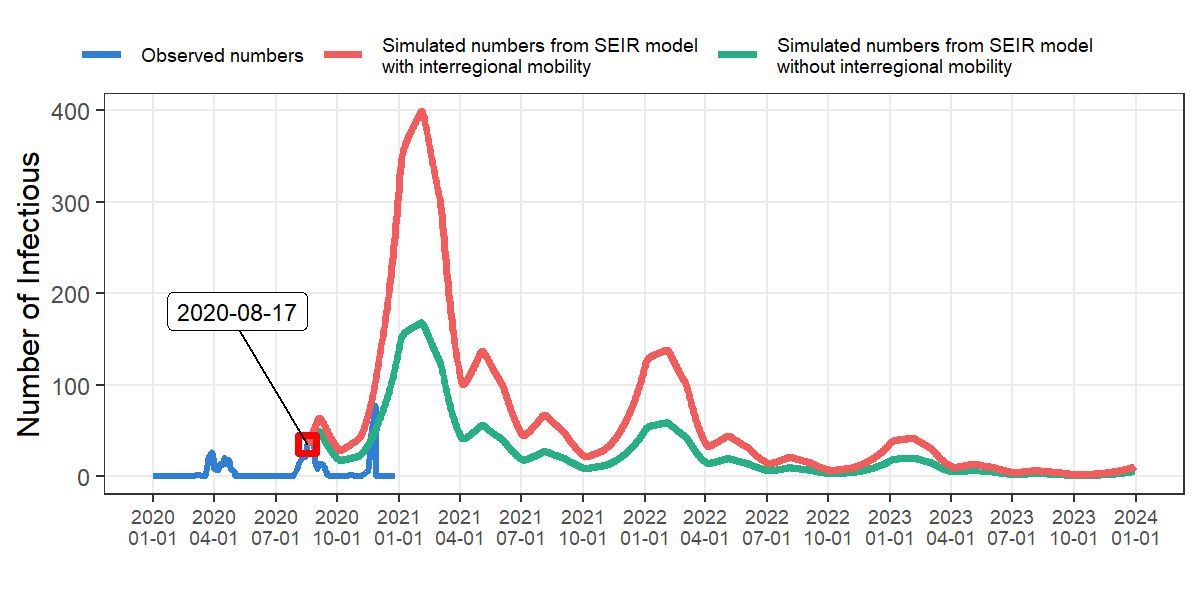 Observed numbers
Simulated numbers from SEIR model
with interregional mobility
Simulated numbers from SEIR model
without interregional mobility
Number of Infectious
400
300
200
100
0
2020-08-17
2020 2020 2020 2020 2021 2021 2021 2021 2022 2022 2022 2022 2023 2023 2023 2023 2024
01-01 04-01 07-01 10-01 01-01 04-01 07-01 10-01 01-01 04-01 07-01 10-01 01-01 04-01 07-01 10-01 01-01